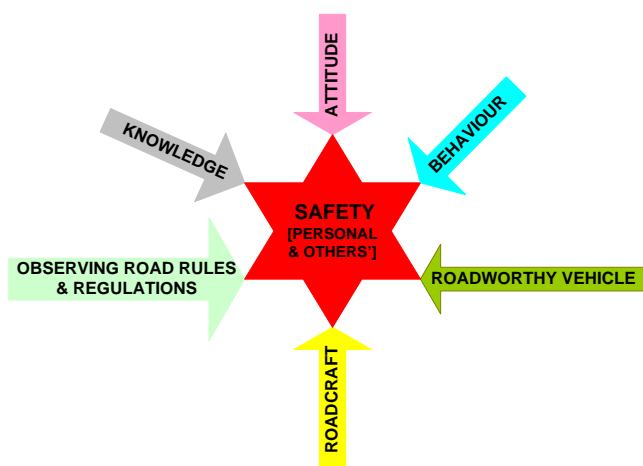 ATTITUDE
KNOWLEDGE
BEHAVIOUR
SAFETY
[PERSONAL
& OTHERS']
OBSERVING ROAD RULES
& REGULATIONS
ROADWORTHY VEHICLE
ROADCRAFT